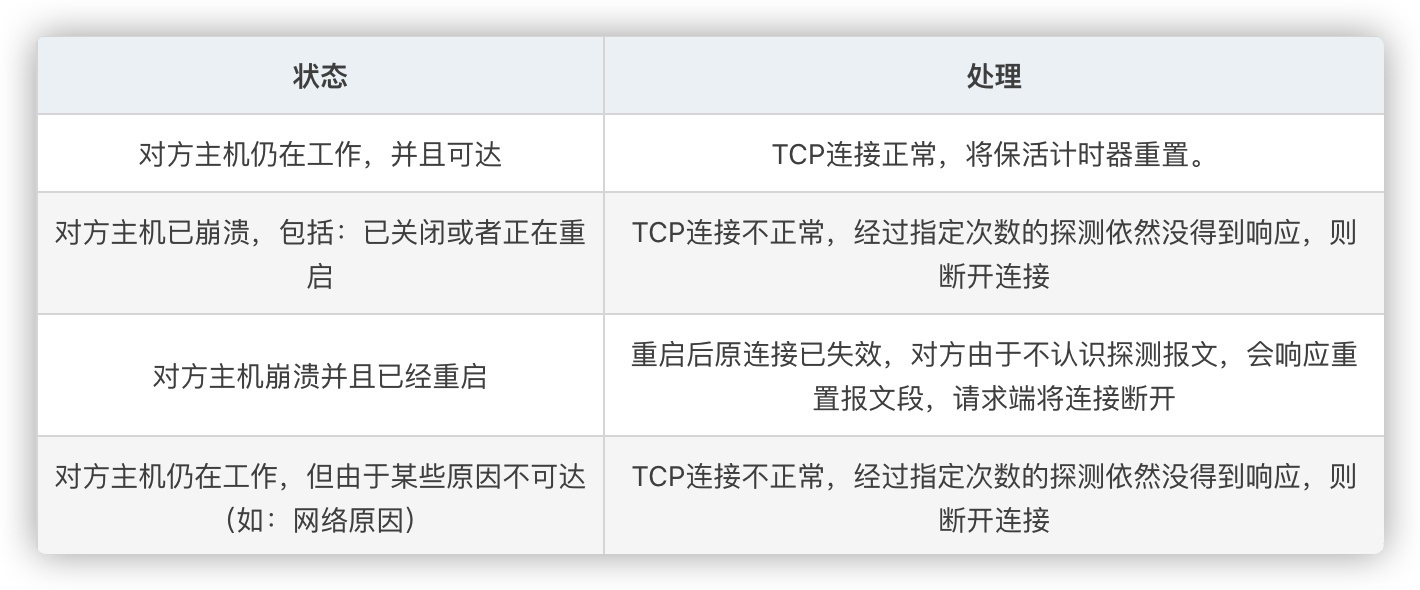 状态
处理
对方主机仍在工作，并且可达
TCP连接正常，将保活计时器重置。
对方主机已崩溃，包括：已关闭或者正在重
启
TCP连接不正常，经过指定次数的探测依然没得到响应，则
断开连接
对方主机崩溃并且已经重启
重启后原连接已失效，对方由于不认识探测报文，会响应重
置报文段，请求端将连接断开
对方主机仍在工作，但由于某些原因不可达
（如：网络原因）
TCP连接不正常，经过指定次数的探测依然没得到响应，则
断开连接